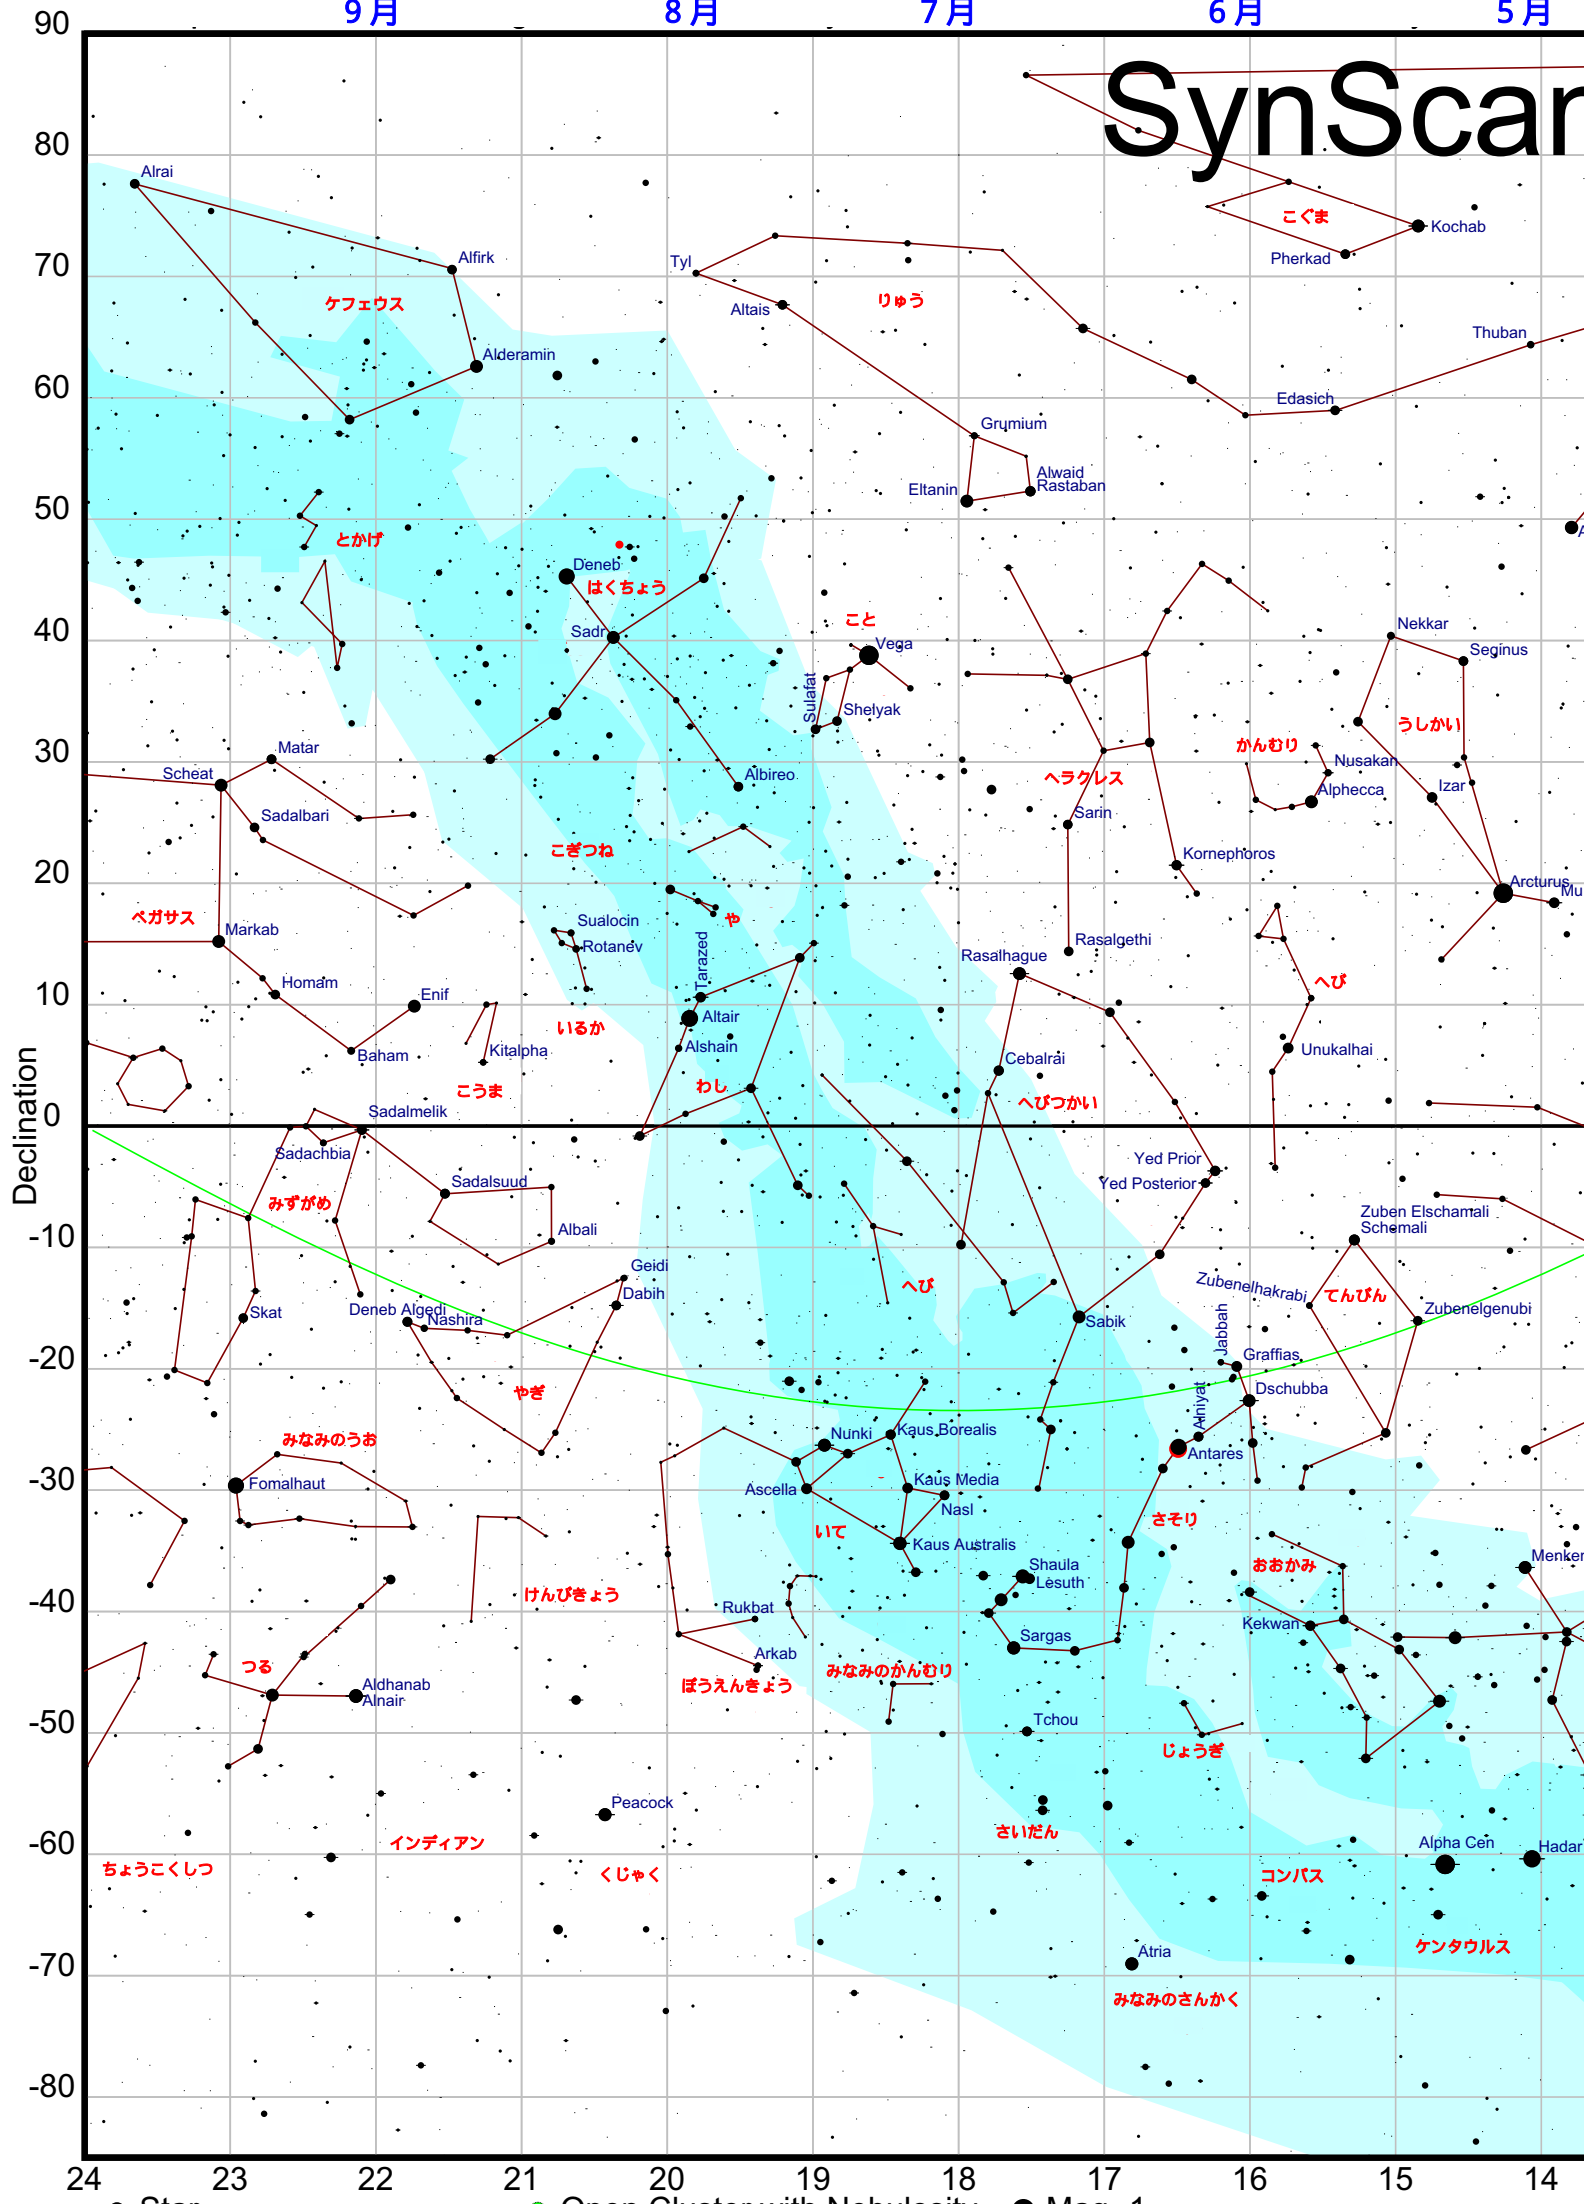 9月 8月 7月 6月 5月
90
SynScan
80
Alrai
こぐま
Kochab
Pherkad
Alfirk
Tyl
70
ケフェウス
りゅう
Altais
Thuban
Alderamin
60
Edasich
Grumium
Alwaid
Rastaban
Eltanin
50
とかげ
Deneb
はくちょう
こと
40
Sadr
Vega
Nekkar
Seginus
Sulafat
Shelyak
うしかい
かんむり
30
Matar
Scheat
Albireo
ヘラクレス
Nusakan
Alphecca
Izar
Sadalbari
Sarin
こぎつね
Kornephoros
20
Arcturus
Mu
ペガサス
や
Sualocin
Markab
Rotanev
Tarazed
Rasalhague
Rasalgethi
へび
Homam
Enif
10
いるか
Altair
Baham
Kitalpha
Alshain
Cebalrai
Unukalhai
こうま
わし
へびつかい
Declination
0
Sadalmelik
Sadachbia
Yed Prior
Yed Posterior
みずがめ
Sadalsuud
Zuben Elschamali
Schemali
-10
Albali
Geidi
Dabih
へび
Zubenelhakrabi
てんびん
Skat
Deneb Algedi
Nashira
Sabik
Jabbah
Zubenelgenubi
-20
Graffias
やぎ
Alniyat
Dschubba
みなみのうお
Nunki
Kaus Borealis
Antares
-30
Fomalhaut
Ascella
Kaus Media
Nasl
いて
さそり
Kaus Australis
Shaula
Lesuth
おおかみ
Menker
けんびきょう
-40
Rukbat
Sargas
Kekwan
つる
Arkab
ぼうえんきょう
みなみのかんむり
Aldhanab
Alnair
-50
Tchou
じょうぎ
Peacock
さいだん
-60
インディアン
Alpha Cen
Hadar
ちょうこくしつ
くじゃく
コンパス
ケンタウルス
Atria
-70
みなみのさんかく
-80
24 23 22 21 20 19 18 17 16 15 14
Star Open Cluster with Nebulosity Mag -1